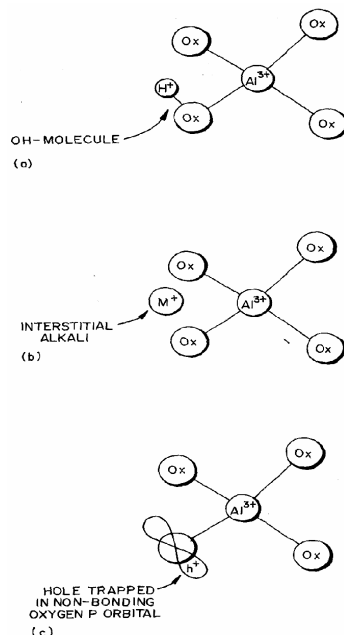 Ox
Ox
Al3+
H+
Ox
Ox
OH-MOLECULE
(a)
Ox
Ox
M+
Al3+
Ox
Ox
INTERSTITIAL
ALKALI
(b)
Ox
Ox
Al3+
Ox
h+
HOLE TRAPPED
IN NON-BONDING
OXYGEN P ORBITAL
(c)